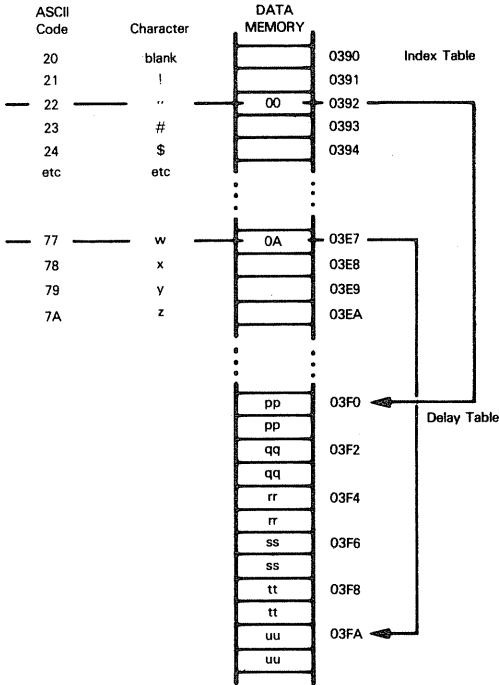 ASCII Code Character DATA MEMORY
20 blank 0390 Index Table
21 ! 0391
22 " 00 0392
23 # 0393
24 $ 0394
etc etc
77 w 0A 03E7
78 x 03E8
79 y 03E9
7A z 03EA
pp 03F0
pp Delay Table
qq 03F2
qq
rr 03F4
rr
ss 03F6
ss
tt 03F8
tt
uu 03FA
uu